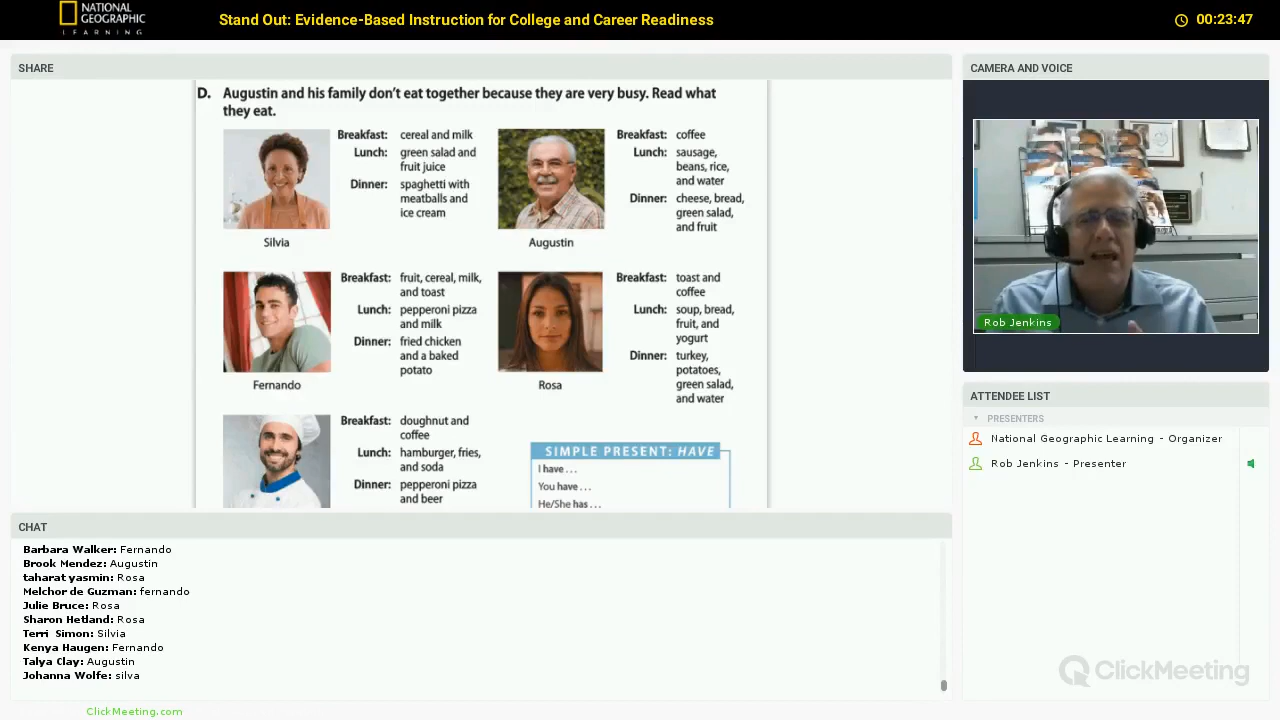 NATIONAL
GEOGRAPHIC
LEARNING
Stand Out: Evidence-Based Instruction for College and Career Readiness
00:23:47
SHARE
D. Augustin and his family don't eat together because they are very busy. Read what
they eat.
Breakfast: cereal and milk
Lunch: green salad and
fruit juice
Dinner: spaghetti with
meatballs and
ice cream
Silvia
Breakfast: coffee
Lunch: sausage,
beans, rice,
and water
Dinner: cheese, bread,
green salad,
and fruit
Augustin
Breakfast: fruit, cereal, milk,
and toast
Lunch: pepperoni pizza
and milk
Dinner: fried chicken
and a baked
potato
Fernando
Breakfast: toast and
coffee
Lunch: soup, bread,
fruit, and
yogurt
Dinner: turkey,
potatoes,
green salad,
and water
Rosa
Breakfast: doughnut and
coffee
Lunch: hamburger, fries,
and soda
Dinner: pepperoni pizza
and beer
SIMPLE PRESENT: HAVE
I have . . .
You have . . .
He/She has . . .
CAMERA AND VOICE
Rob Jenkins
ATTENDEE LIST
PRESENTERS
National Geographic Learning - Organizer
Rob Jenkins - Presenter
CHAT
Barbara Walker: Fernando
Brook Mendez: Augustin
taharat yasmin: Rosa
Melchor de Guzman: fernando
Julie Bruce: Rosa
Sharon Hetland: Rosa
Terri Simon: Silvia
Kenya Haugen: Fernando
Talya Clay: Augustin
Johanna Wolfe: silva
ClickMeeting
ClickMeeting.com